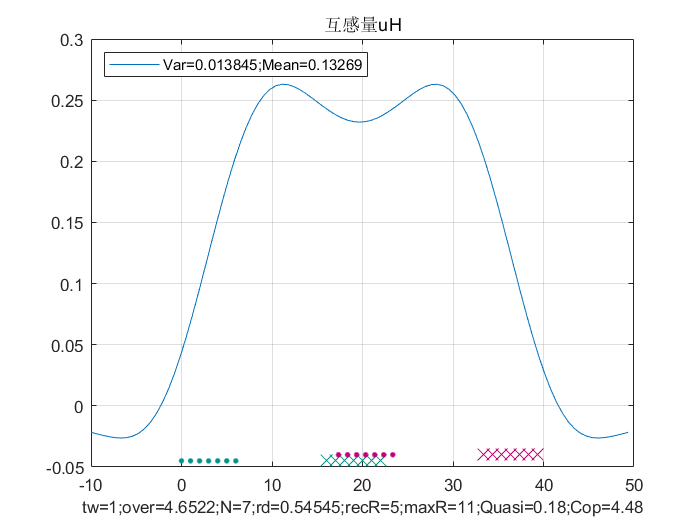 互感量uH
0.3
Var=0.013845;Mean=0.13269
0.25
0.2
0.15
0.1
0.05
0
-0.05
-10 0 10 20 30 40 50
tw=1;over=4.6522;N=7;rd=0.54545;recR=5;maxR=11;Quasi=0.18;Cop=4.48